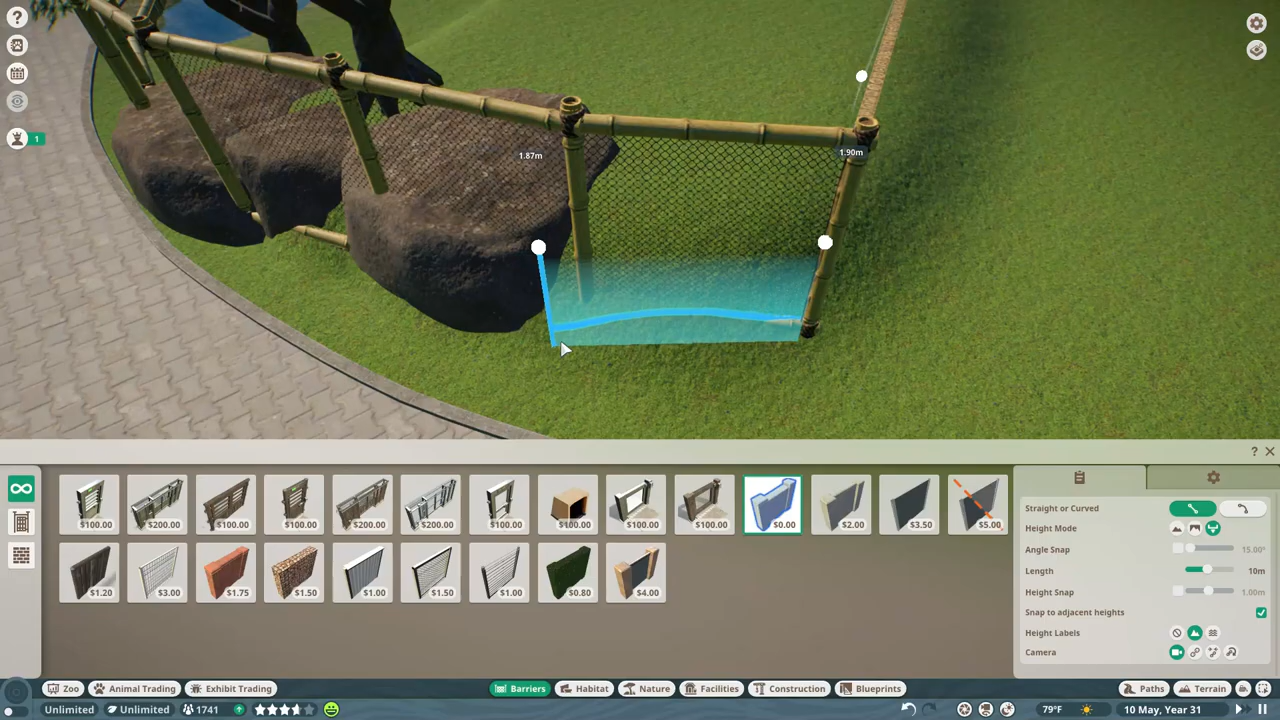 ?
1
1.87m
1.90m
?
$100.00
$200.00
$100.00
$100.00
$200.00
$200.00
$100.00
$100.00
$100.00
$100.00
$0.00
$2.00
$3.50
$5.00
$1.20
$3.00
$1.75
$1.50
$1.00
$1.50
$1.00
$0.80
$4.00
Straight or Curved
Height Mode
Angle Snap 15.00°
Length 10m
Height Snap 1.00m
Snap to adjacent heights
Height Labels
Camera
Zoo Animal Trading Exhibit Trading Barriers Habitat Nature Facilities Construction Blueprints Paths Terrain
Unlimited Unlimited 1741 79°F 10 May, Year 31